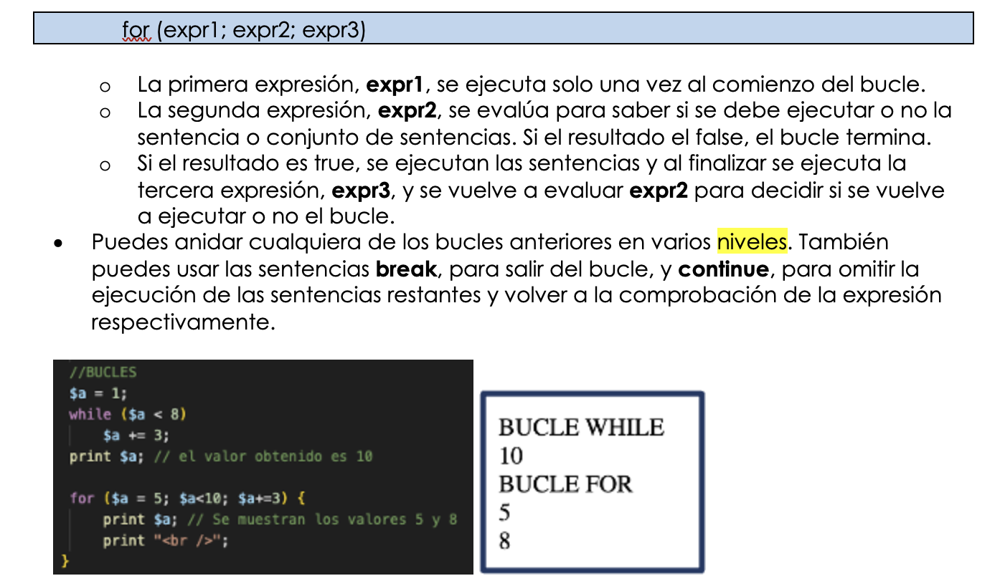 for (expr1; expr2; expr3)
o La primera expresión, expr1, se ejecuta solo una vez al comienzo del bucle.
o La segunda expresión, expr2, se evalúa para saber si se debe ejecutar o no la
sentencia o conjunto de sentencias. Si el resultado el false, el bucle termina.
o Si el resultado es true, se ejecutan las sentencias y al finalizar se ejecuta la
tercera expresión, expr3, y se vuelve a evaluar expr2 para decidir si se vuelve
a ejecutar o no el bucle.
• Puedes anidar cualquiera de los bucles anteriores en varios niveles. También
puedes usar las sentencias break, para salir del bucle, y continue, para omitir la
ejecución de las sentencias restantes y volver a la comprobación de la expresión
respectivamente.
//BUCLES
$a = 1;
while ($a < 8)
$a += 3;
print $a; // el valor obtenido es 10
for ($a = 5; $a<10; $a+=3) {
print $a; // Se muestran los valores 5 y 8
print "<br />";
}
BUCLE WHILE
10
BUCLE FOR
5
8